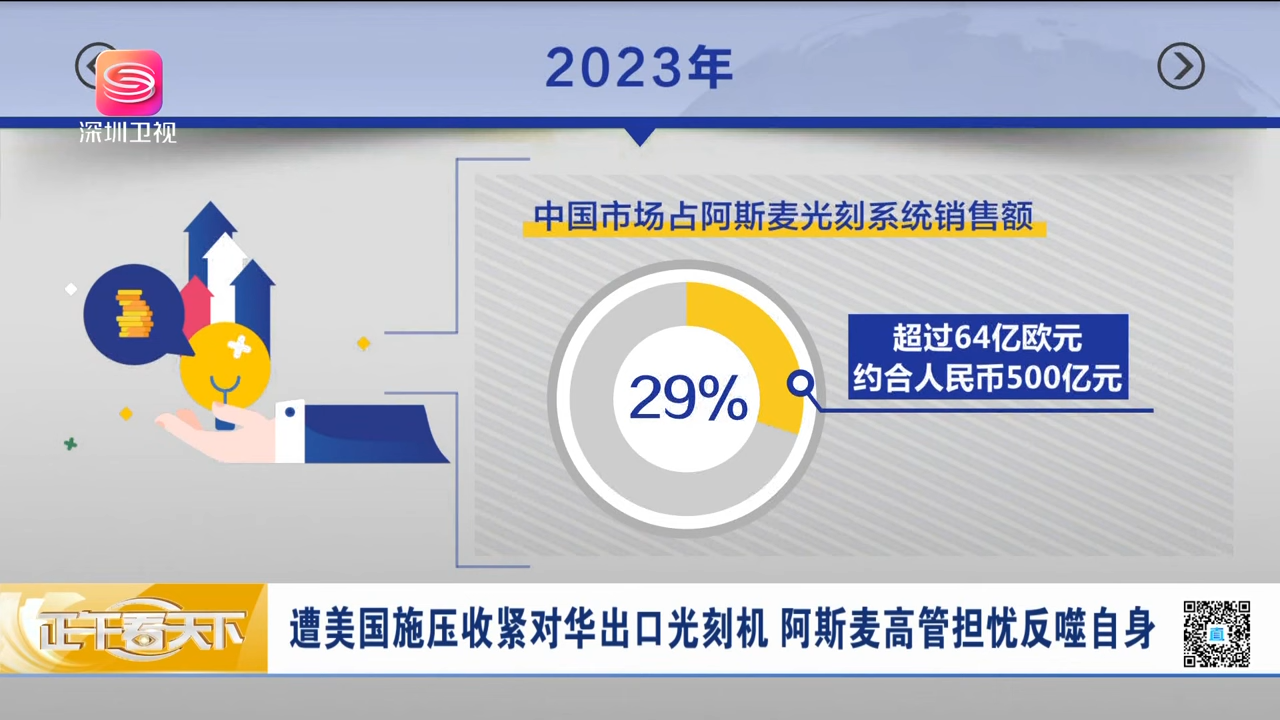 2023年
深圳卫视
中国市场占阿斯麦光刻系统销售额
29%
超过64亿欧元
约合人民币500亿元
正午看天下
遭美国施压收紧对华出口光刻机 阿斯麦高管担忧反噬自身
直